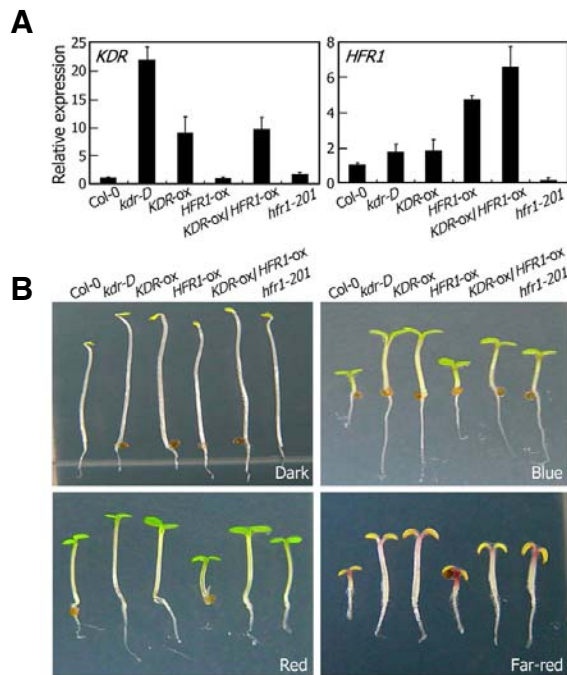 A
KDR
HFR1
Relative expression
25
20
15
10
5
0
8
6
4
2
0
Col-0 kdr-D KDR-ox HFR1-ox KDR-ox/HFR1-ox hfr1-201
Col-0 kdr-D KDR-ox HFR1-ox KDR-ox/HFR1-ox hfr1-201
B
Col-0 kdr-D KDR-ox HFR1-ox KDR-ox/HFR1-ox hfr1-201
Col-0 kdr-D KDR-ox HFR1-ox KDR-ox/HFR1-ox hfr1-201
Dark
Blue
Red
Far-red